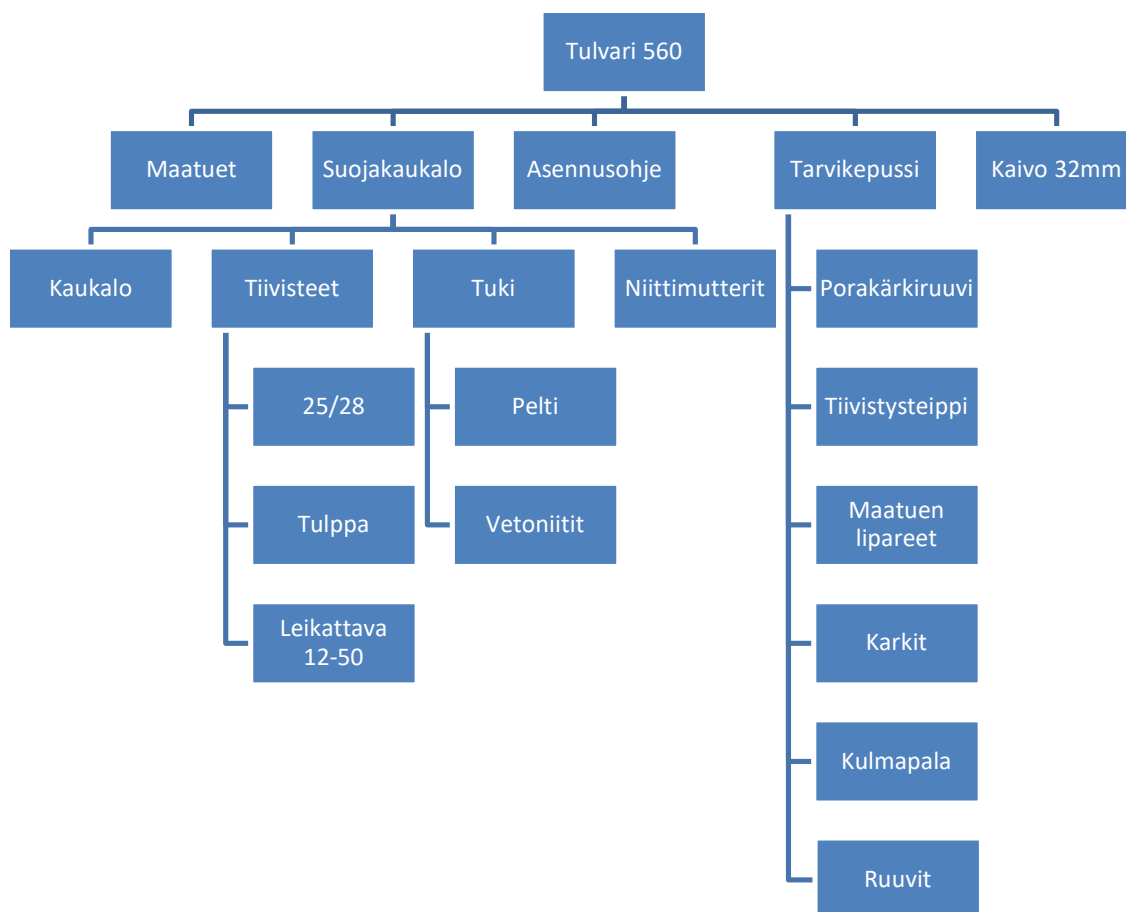 Tulvari 560
Maatuet
Suojakaukalo
Asennusohje
Tarvikepussi
Kaivo 32mm
Kaukalo
Tiivisteet
Tuki
Niittimutterit
Porakärkiruuvi
25/28
Pelti
Tiivistysteippi
Tulppa
Vetoniitit
Maatuen
lipareet
Leikattava
12-50
Karkit
Kulmapala
Ruuvit